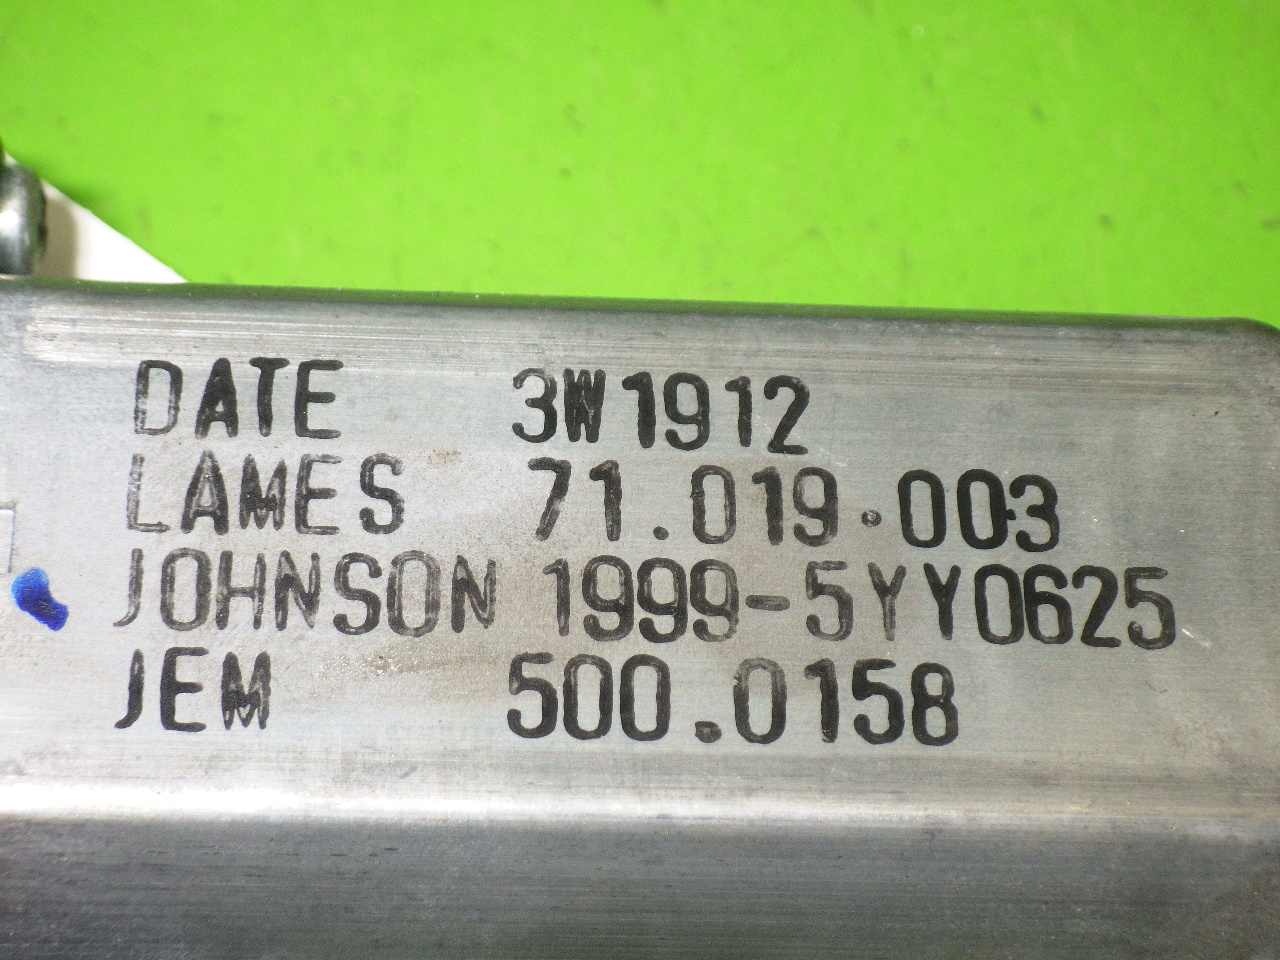 DATE 3W1912
LAMES 71.019.003
JOHNSON 1999-5YY0625
JEM 500.0158